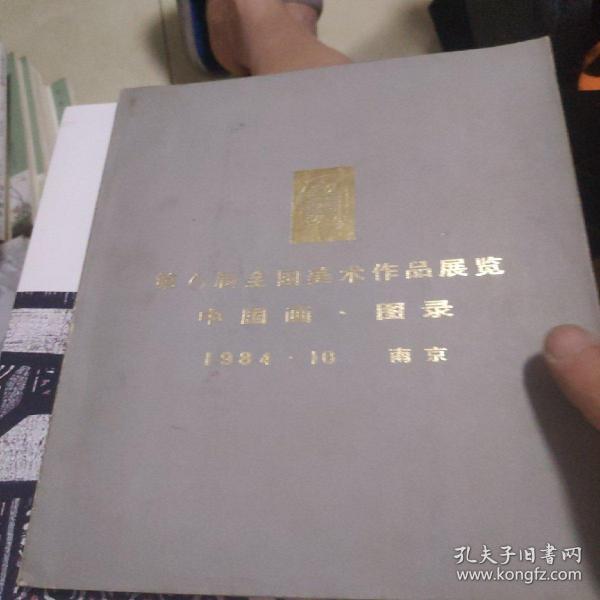 第六届全国美术作品展览
中国画·图录
1984·10 南京
孔夫子旧书网
www.kongfz.com